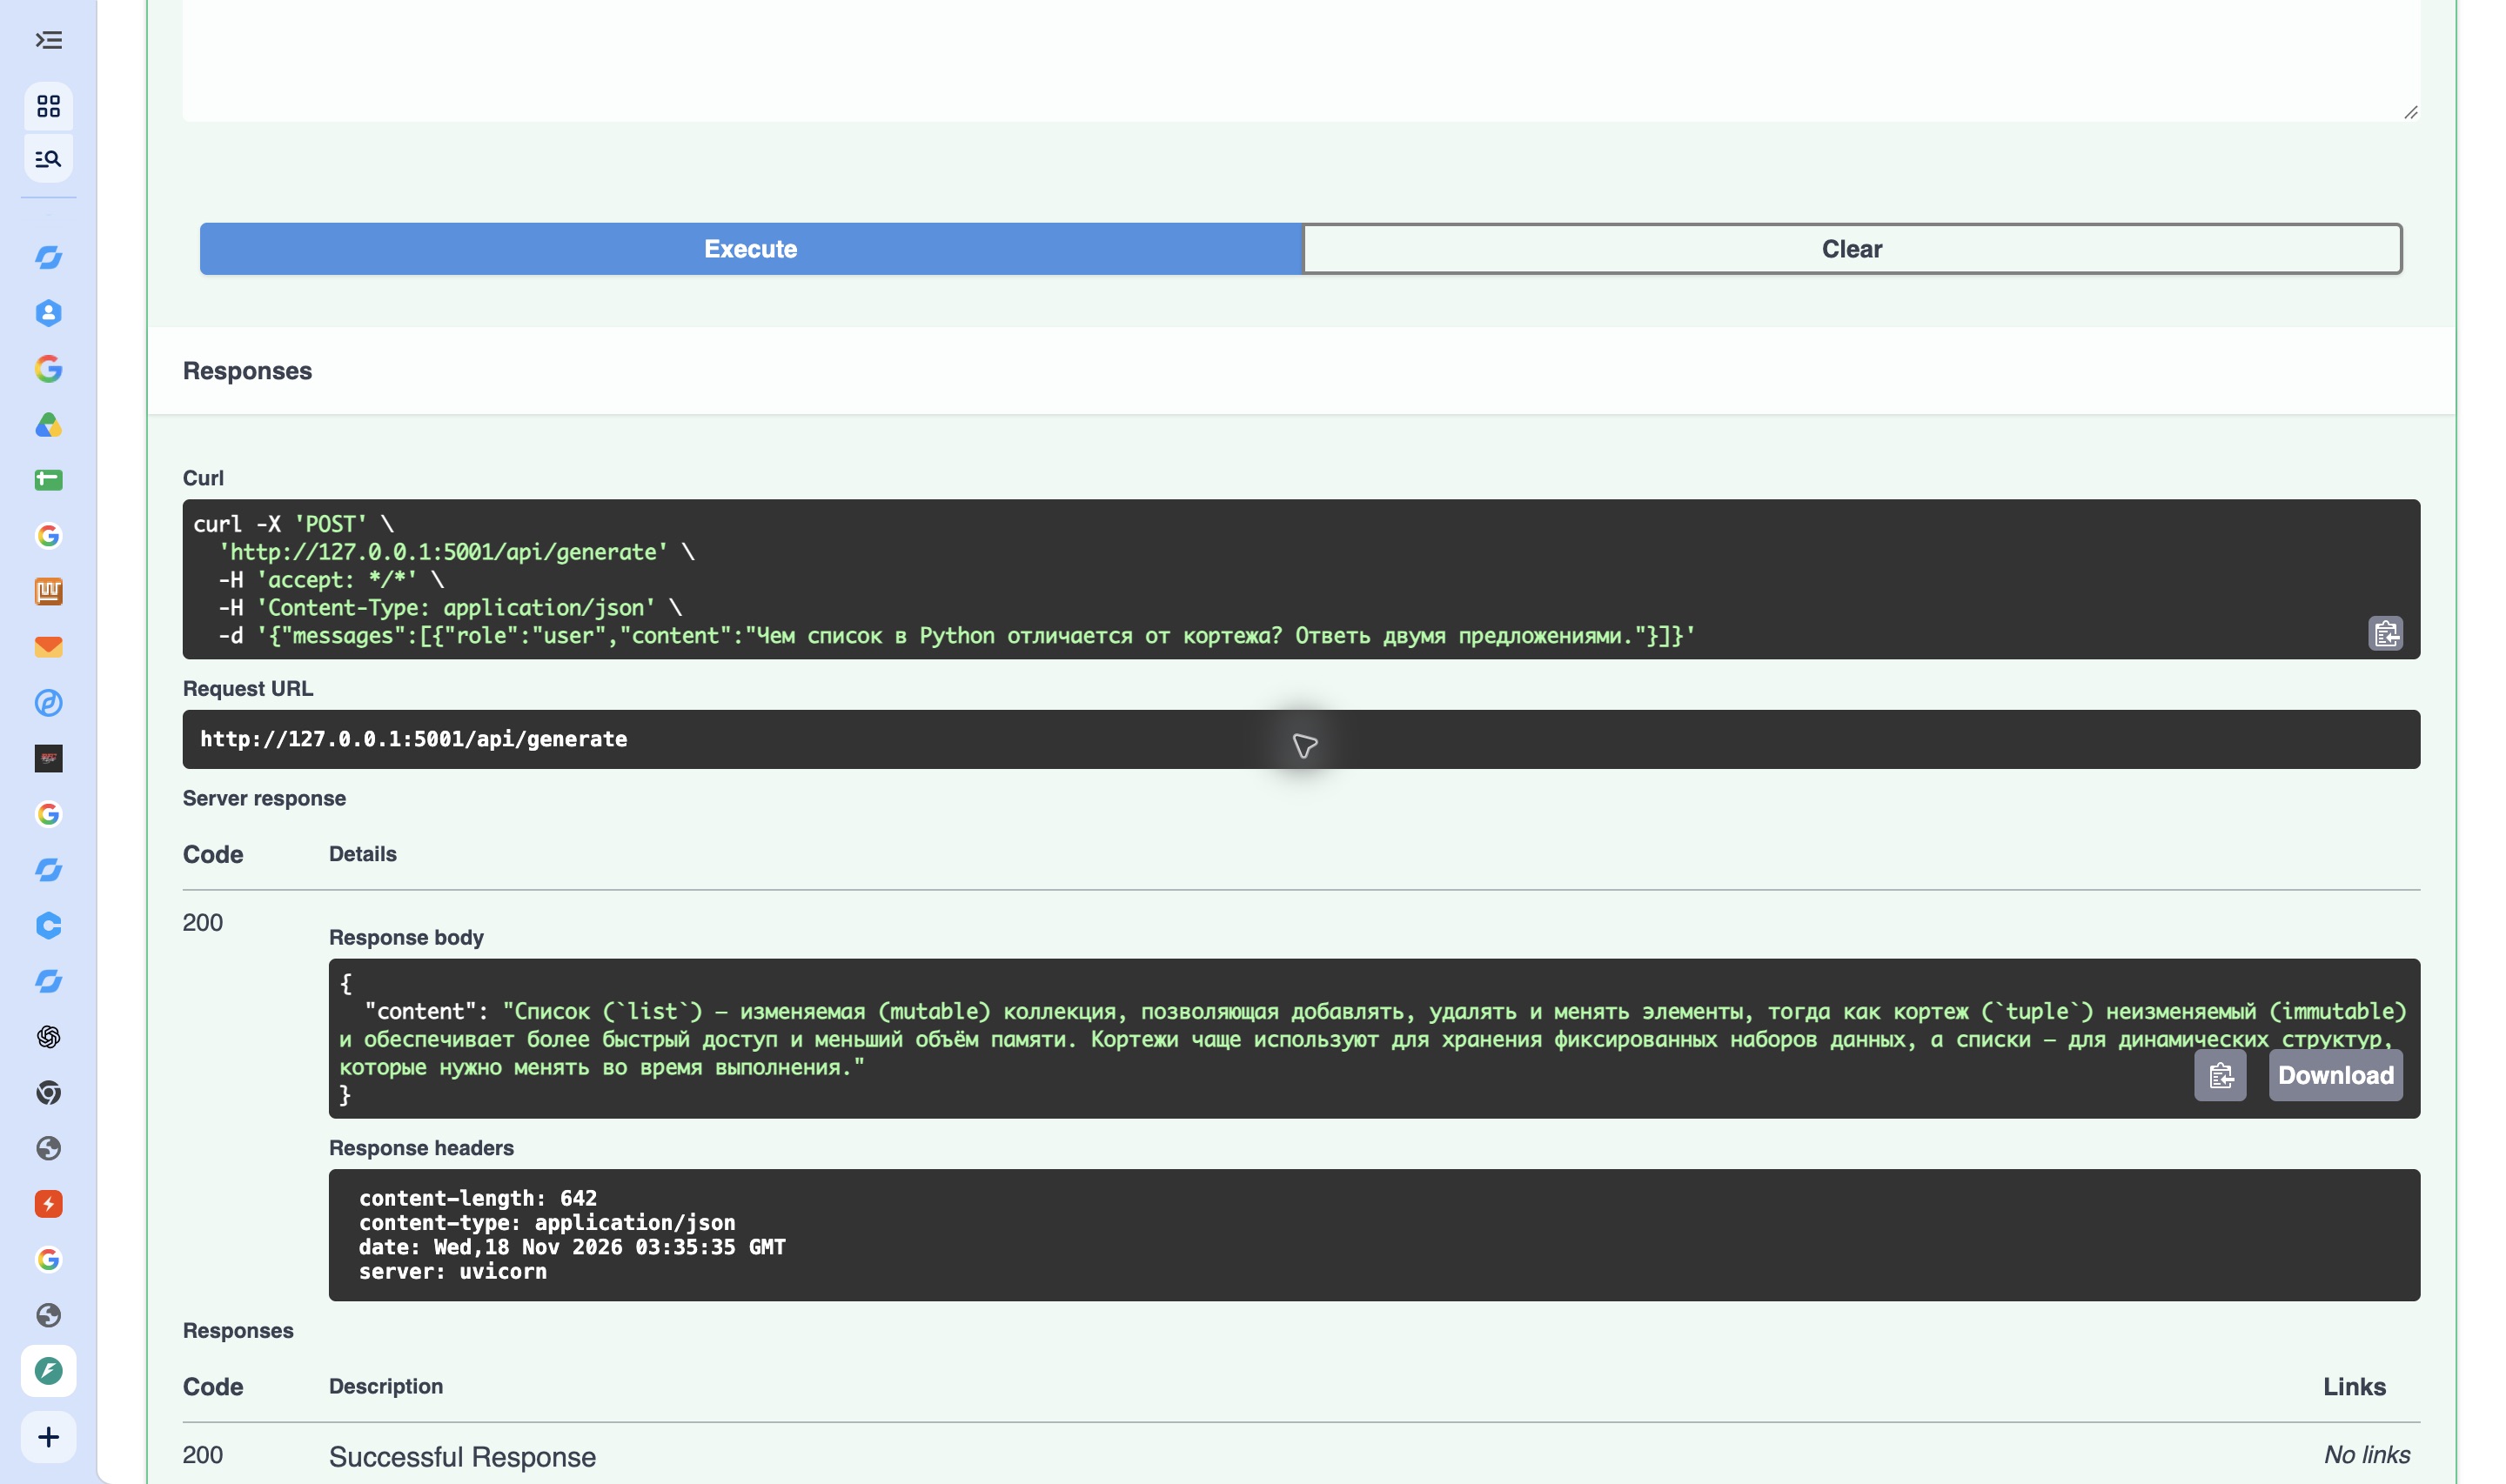 Execute
Clear
Responses
Curl
curl -X 'POST' \
'http://127.0.0.1:5001/api/generate' \
-H 'accept: */*' \
-H 'Content-Type: application/json' \
-d '{"messages":[{"role":"user","content":"Чем список в Python отличается от кортежа? Ответь двумя предложениями."}]}'
Request URL
http://127.0.0.1:5001/api/generate
Server response
Code Details
200
Response body
{
"content": "Список (`list`) — изменяемая (mutable) коллекция, позволяющая добавлять, удалять и менять элементы, тогда как кортеж (`tuple`) неизменяемый (immutable)
и обеспечивает более быстрый доступ и меньший объём памяти. Кортежи чаще используют для хранения фиксированных наборов данных, а списки — для динамических структур,
которые нужно менять во время выполнения."
}
Download
Response headers
content-length: 642
content-type: application/json
date: Wed,18 Nov 2026 03:35:35 GMT
server: uvicorn
Responses
Code Description Links
200 Successful Response No links